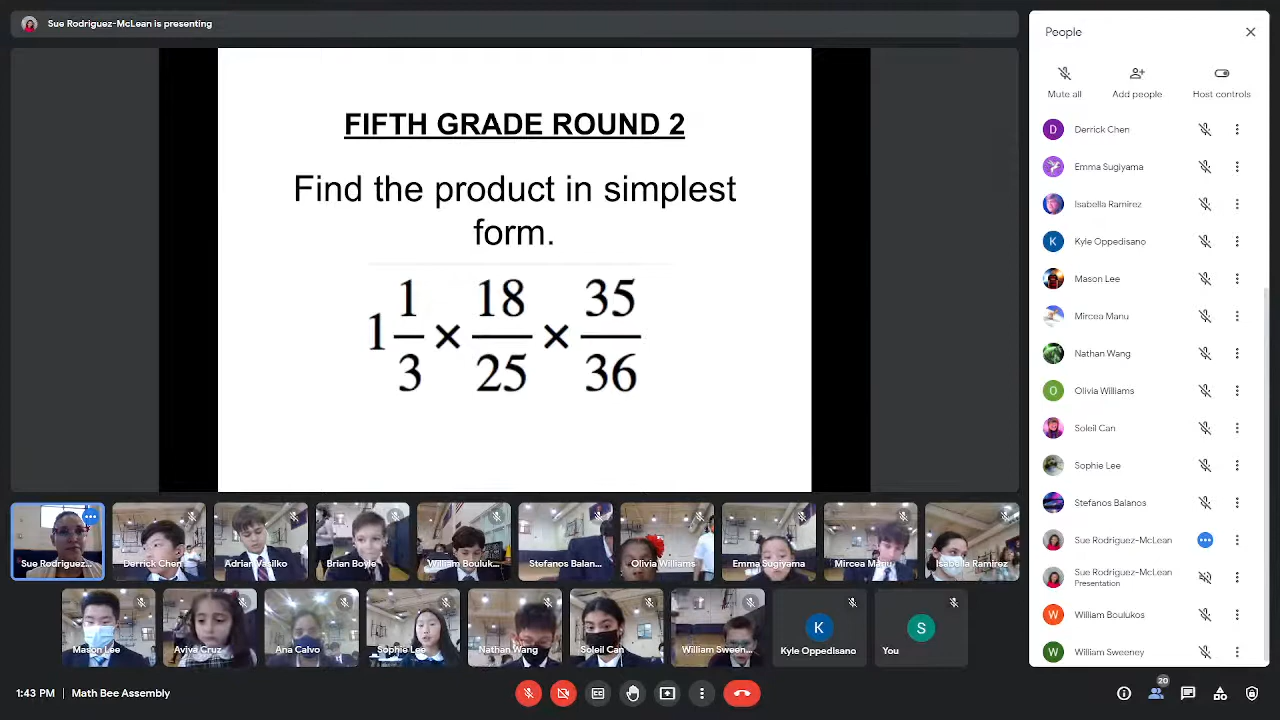 Sue Rodriguez-McLean is presenting
FIFTH GRADE ROUND 2
Find the product in simplest
form.
1 1/3 × 18/25 × 35/36
People
Mute all
Add people
Host controls
D
Derrick Chen
Emma Sugiyama
Isabella Ramirez
K
Kyle Oppedisano
Mason Lee
Mircea Manu
Nathan Wang
O
Olivia Williams
Soleil Can
Sophie Lee
Stefanos Balanos
Sue Rodriguez-McLean
Sue Rodriguez-McLean
Presentation
W
William Boulukos
W
William Sweeney
Sue Rodriguez...
Derrick Chen
Adrian Vasilko
Brian Boyle
William Bouluk...
Stefanos Balan...
Olivia Williams
Emma Sugiyama
Mircea Manu
Isabella Ramirez
Mason Lee
Aviva Cruz
Ana Calvo
Sophie Lee
Nathan Wang
Soleil Can
William Sween...
K
Kyle Oppedisano
S
You
1:43 PM | Math Bee Assembly
20